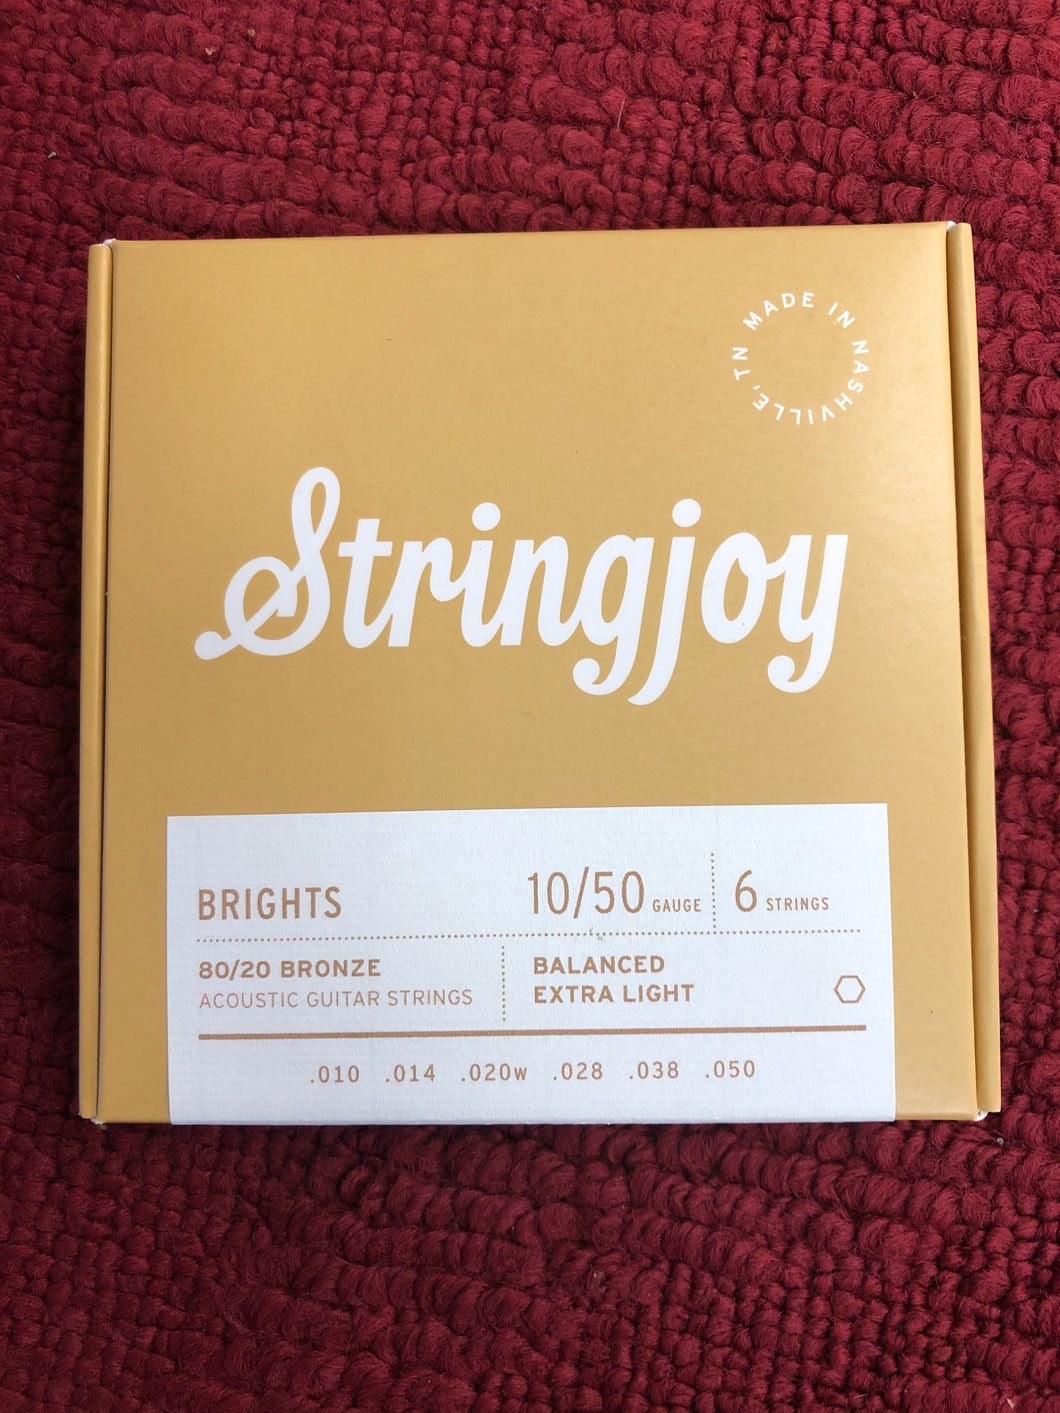 MADE IN NASHVILLE, TN
Stringjoy
BRIGHTS
10/50 GAUGE
6 STRINGS
80/20 BRONZE
ACOUSTIC GUITAR STRINGS
BALANCED
EXTRA LIGHT
.010 .014 .020w .028 .038 .050